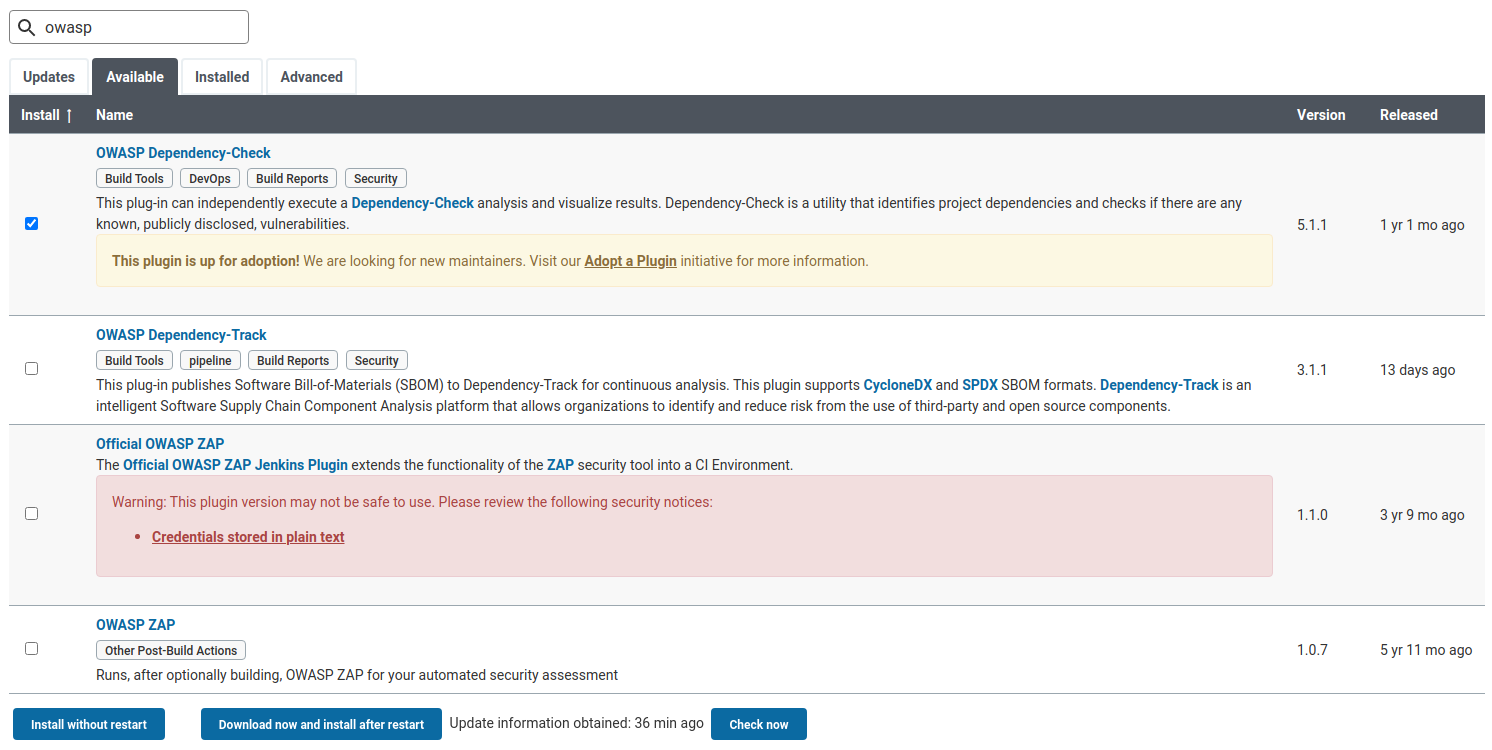 owasp
Updates Available Installed Advanced
Install ↑ Name Version Released
OWASP Dependency-Check
Build Tools DevOps Build Reports Security
This plug-in can independently execute a Dependency-Check analysis and visualize results. Dependency-Check is a utility that identifies project dependencies and checks if there are any
known, publicly disclosed, vulnerabilities.
5.1.1 1 yr 1 mo ago
This plugin is up for adoption! We are looking for new maintainers. Visit our Adopt a Plugin initiative for more information.
OWASP Dependency-Track
Build Tools pipeline Build Reports Security
3.1.1 13 days ago
This plug-in publishes Software Bill-of-Materials (SBOM) to Dependency-Track for continuous analysis. This plugin supports CycloneDX and SPDX SBOM formats. Dependency-Track is an
intelligent Software Supply Chain Component Analysis platform that allows organizations to identify and reduce risk from the use of third-party and open source components.
Official OWASP ZAP
The Official OWASP ZAP Jenkins Plugin extends the functionality of the ZAP security tool into a CI Environment.
Warning: This plugin version may not be safe to use. Please review the following security notices:
1.1.0 3 yr 9 mo ago
• Credentials stored in plain text
OWASP ZAP
Other Post-Build Actions
1.0.7 5 yr 11 mo ago
Runs, after optionally building, OWASP ZAP for your automated security assessment
Install without restart Download now and install after restart Update information obtained: 36 min ago Check now